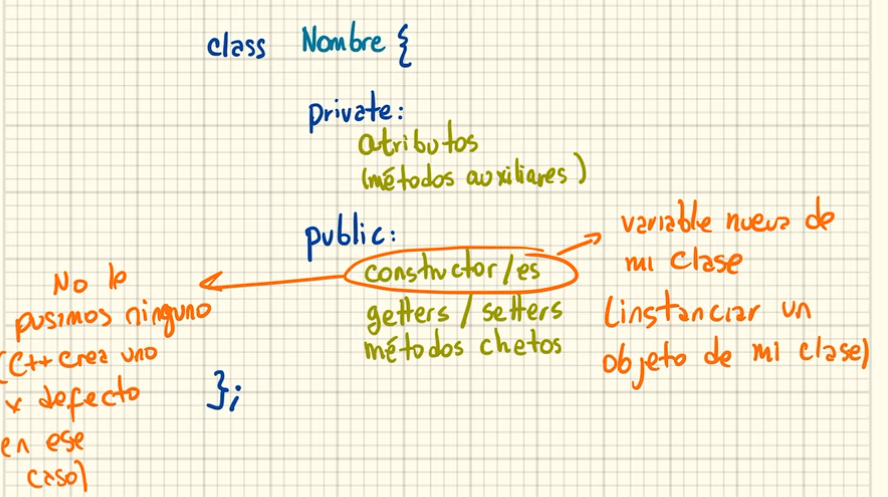 class Nombre {
private:
atributos
(métodos auxiliares)
public:
constructor/es
getters / setters
métodos chetos
};
variable nueva de
mi clase
(instanciar un
objeto de mi clase)
No le
pusimos ninguno
(C++ crea uno
x defecto
en ese
caso)